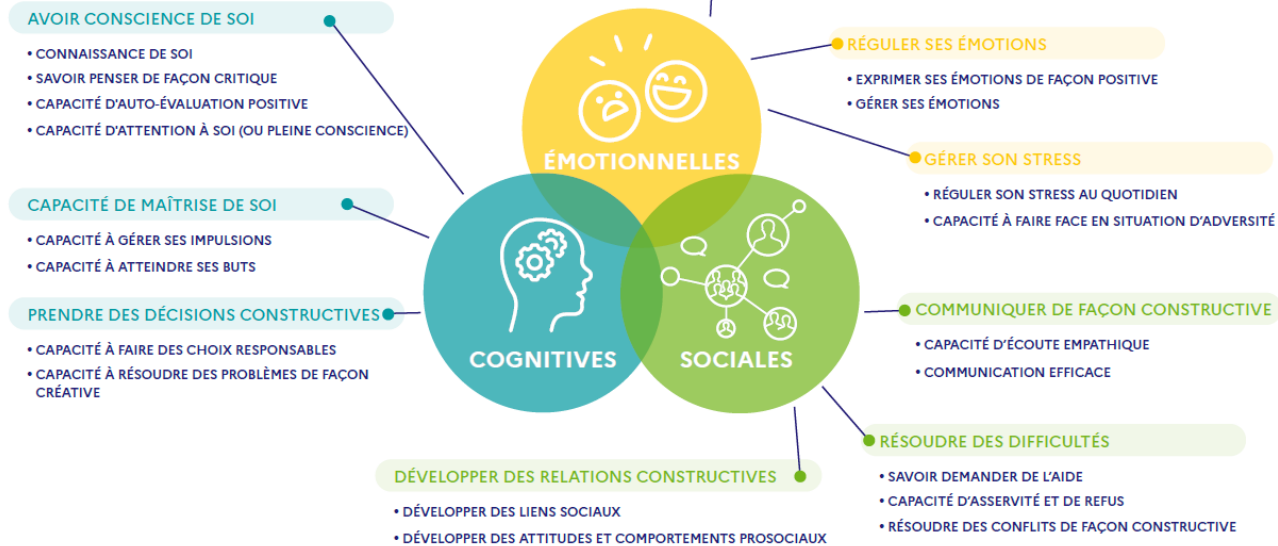 AVOIR CONSCIENCE DE SOI
• CONNAISSANCE DE SOI
• SAVOIR PENSER DE FAÇON CRITIQUE
• CAPACITÉ D'AUTO-ÉVALUATION POSITIVE
• CAPACITÉ D'ATTENTION À SOI (OU PLEINE CONSCIENCE)
CAPACITÉ DE MAÎTRISE DE SOI
• CAPACITÉ À GÉRER SES IMPULSIONS
• CAPACITÉ À ATTEINDRE SES BUTS
PRENDRE DES DÉCISIONS CONSTRUCTIVES
• CAPACITÉ À FAIRE DES CHOIX RESPONSABLES
• CAPACITÉ À RÉSOUDRE DES PROBLÈMES DE FAÇON
CRÉATIVE
ÉMOTIONNELLES
COGNITIVES
SOCIALES
RÉGULER SES ÉMOTIONS
• EXPRIMER SES ÉMOTIONS DE FAÇON POSITIVE
• GÉRER SES ÉMOTIONS
GÉRER SON STRESS
• RÉGULER SON STRESS AU QUOTIDIEN
• CAPACITÉ À FAIRE FACE EN SITUATION D'ADVERSITÉ
COMMUNIQUER DE FAÇON CONSTRUCTIVE
• CAPACITÉ D'ÉCOUTE EMPATHIQUE
• COMMUNICATION EFFICACE
RÉSOUDRE DES DIFFICULTÉS
• SAVOIR DEMANDER DE L'AIDE
• CAPACITÉ D'ASSERVITÉ ET DE REFUS
• RÉSOUDRE DES CONFLITS DE FAÇON CONSTRUCTIVE
DÉVELOPPER DES RELATIONS CONSTRUCTIVES
• DÉVELOPPER DES LIENS SOCIAUX
• DÉVELOPPER DES ATTITUDES ET COMPORTEMENTS PROSOCIAUX